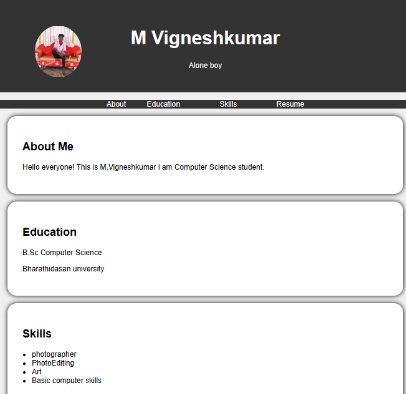 M Vigneshkumar
Alone boy
About Education Skills Resume
About Me
Hello everyone! This is M.Vigneshkumar i am Computer Science student.
Education
B.Sc Computer Science
Bharathidasan university
Skills
photographer
PhotoEditing
Art
Basic computer skills